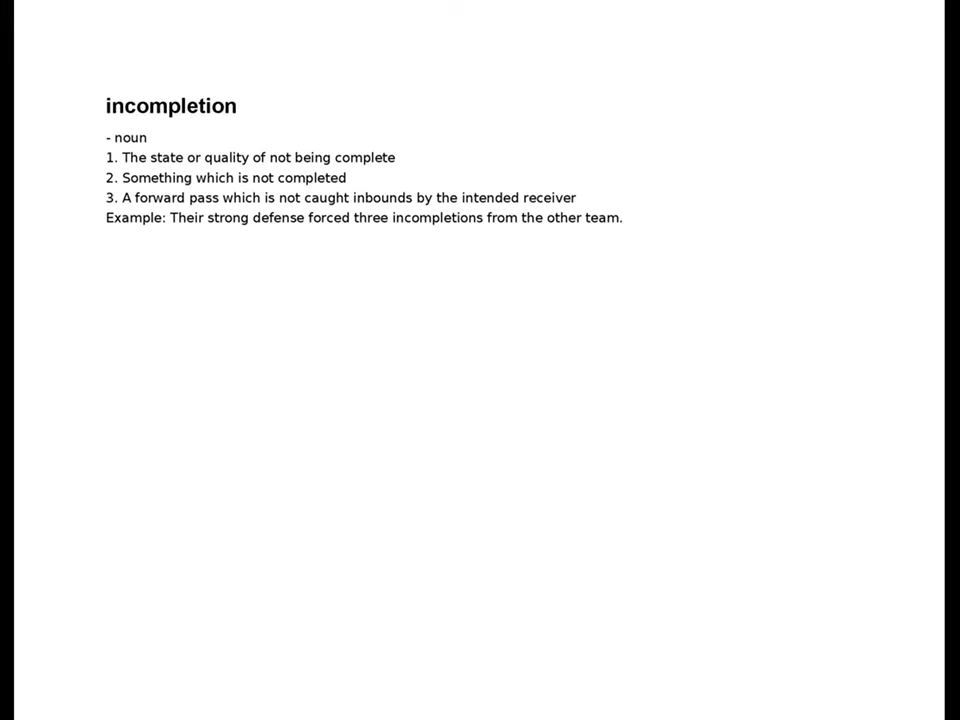 incompletion
- noun
1. The state or quality of not being complete
2. Something which is not completed
3. A forward pass which is not caught inbounds by the intended receiver
Example: Their strong defense forced three incompletions from the other team.